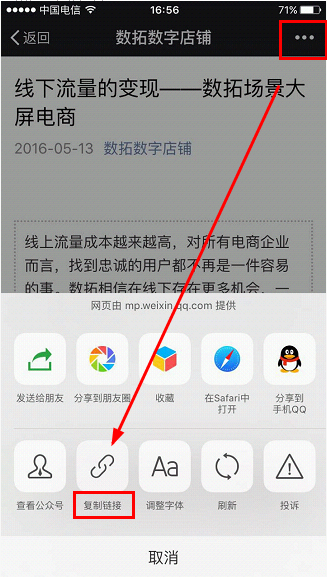 中国电信 16:56 71%
返回 数拓数字店铺
线下流量的变现——数拓场景大
屏电商
2016-05-13 数拓数字店铺
线上流量成本越来越高，对所有电商企业
而言，找到忠诚的用户都不再是一件容易
的事。数拓相信在线下存在更多机会，一
网页由 mp.weixin.qq.com 提供
发送给朋友 分享到朋友圈 收藏 在Safari中 分享到
打开 手机QQ
Aa
查看公众号 复制链接 调整字体 刷新 投诉
取消